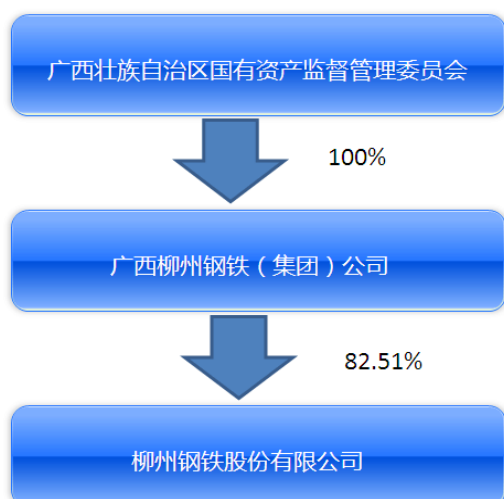 广西壮族自治区国有资产监督管理委员会
100%
广西柳州钢铁（集团）公司
82.51%
柳州钢铁股份有限公司